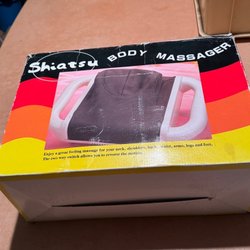 Shiatsu BODY MASSAGER
Enjoy a great feeling massage for your neck, shoulders, back, waist, arms, legs and feet.
The two way switch allows you to reverse the motion.